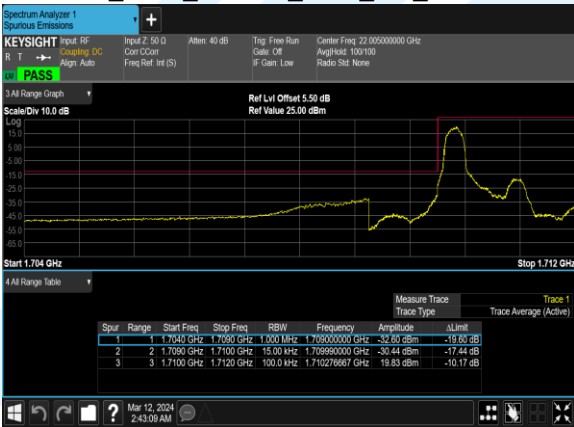 Spectrum Analyzer 1
Spurious Emissions
KEYSIGHT Input: RF Input Z: 50 Ω Atten: 40 dB Trig: Free Run Center Freq: 22.005000000 GHz
R T Coupling: DC Corr CCorr Gate: Off Avg|Hold: 100/100
Align: Auto Freq Ref: Int (S) IF Gain: Low Radio Std: None
PASS
3 All Range Graph
Ref Lvl Offset 5.50 dB
Scale/Div 10.0 dB Ref Value 25.00 dBm
Log
15.0
5.00
-5.00
-15.0
-25.0
-35.0
-45.0
-55.0
-65.0
Start 1.704 GHz Stop 1.712 GHz
4 All Range Table
Measure Trace Trace 1
Trace Type Trace Average (Active)
Spur Range Start Freq Stop Freq RBW Frequency Amplitude ΔLimit
1 1 1.7040 GHz 1.7090 GHz 1.000 MHz 1.709000000 GHz -32.60 dBm -19.60 dB
2 2 1.7090 GHz 1.7100 GHz 15.00 kHz 1.709990000 GHz -30.44 dBm -17.44 dB
3 3 1.7100 GHz 1.7120 GHz 100.0 kHz 1.710276667 GHz 19.83 dBm -10.17 dB
Mar 12, 2024
2:43:09 AM